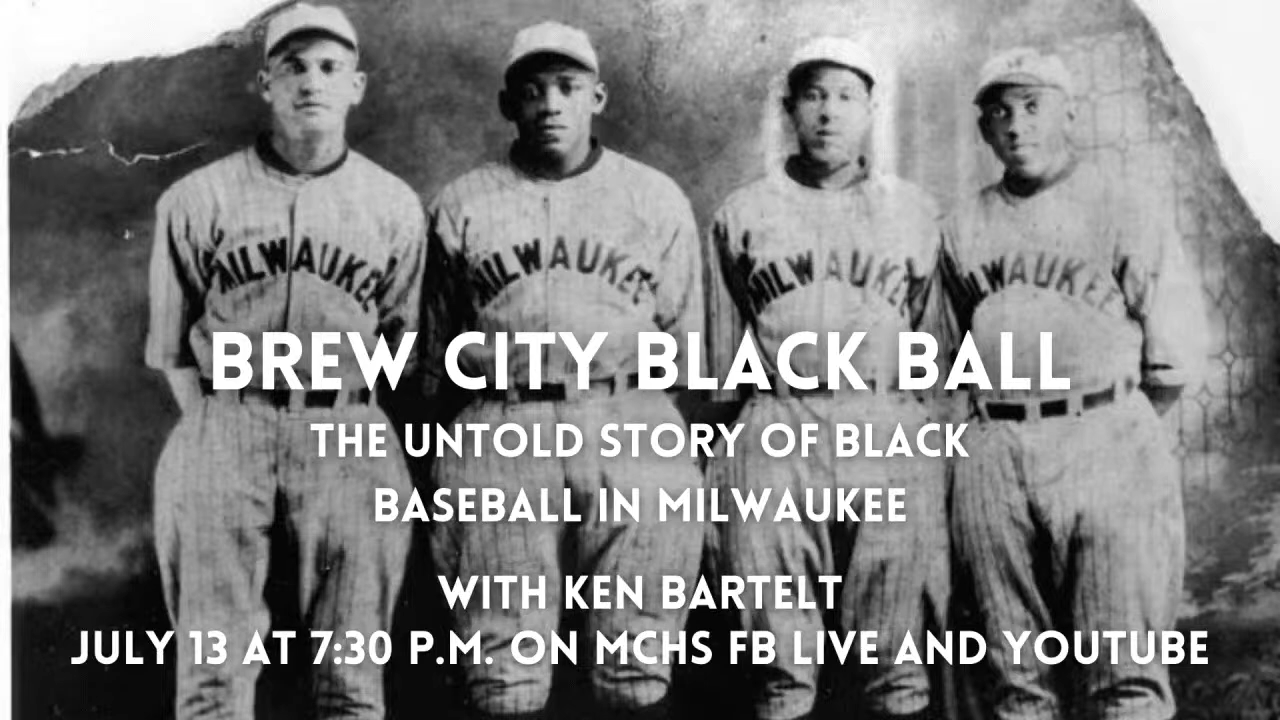 MILWAUKEE MILWAUKEE MILWAUKEE MILWAUKEE
BREW CITY BLACK BALL
THE UNTOLD STORY OF BLACK
BASEBALL IN MILWAUKEE
WITH KEN BARTELT
JULY 13 AT 7:30 P.M. ON MCHS FB LIVE AND YOUTUBE